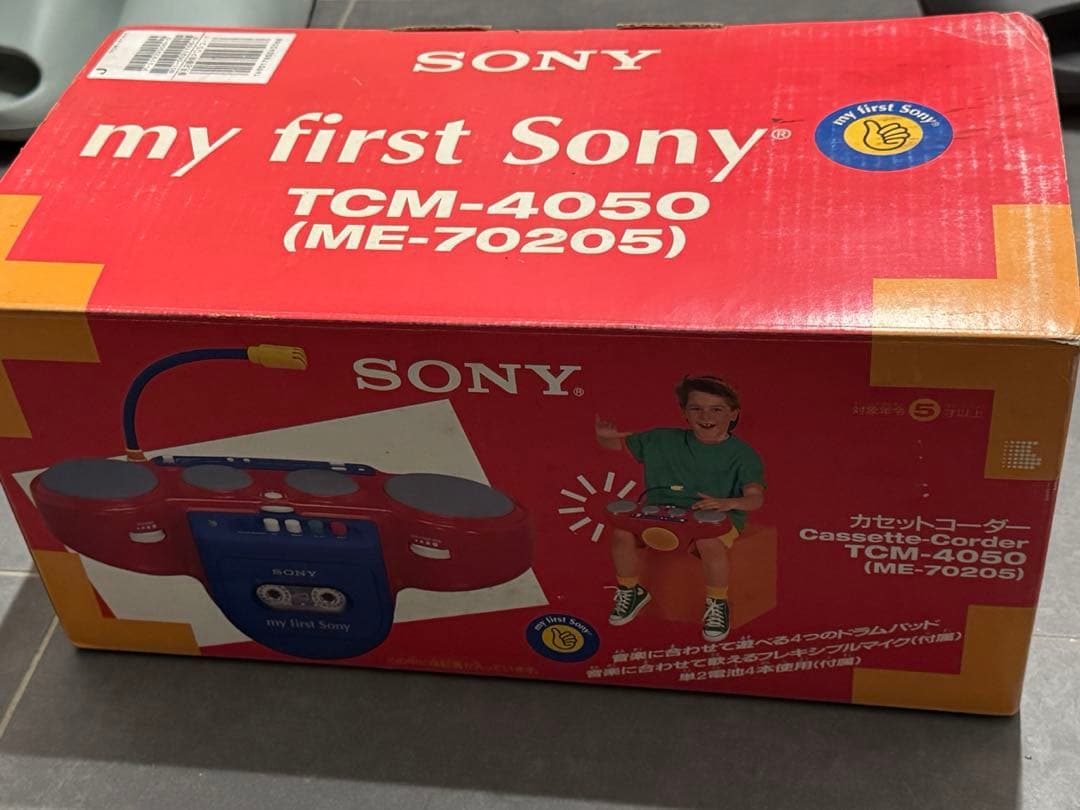 SONY
my first Sony®
my first Sony®
TCM-4050
(ME-70205)
J
SONY®
対象年令 5 才以上
カセットコーダー
Cassette-Corder
TCM-4050
(ME-70205)
SONY
my first Sony
my first Sony
音楽に合わせて遊べる4つのドラムパッド
音楽に合わせて歌えるフレキシブルマイク(付属)
単2電池4本使用(付属)